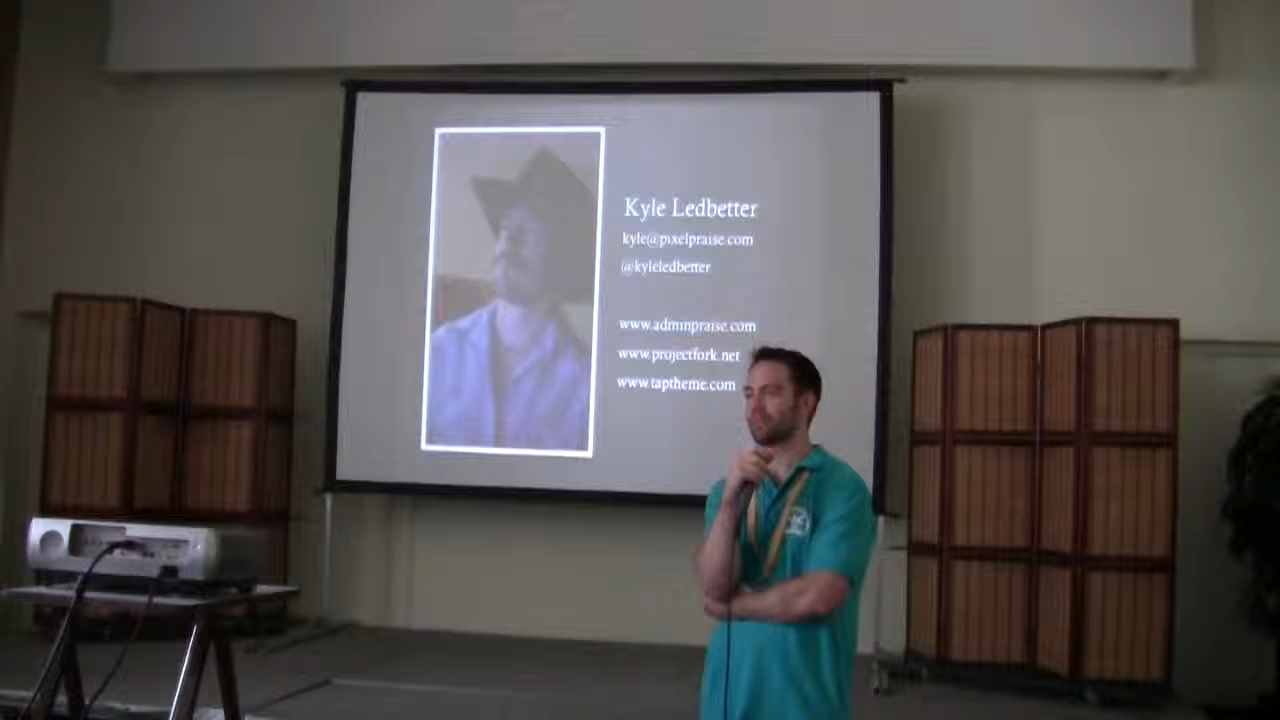 Kyle Ledbetter
kyle@pixelpraise.com
@kyleledbetter
www.adminpraise.com
www.projectfork.net
www.taptheme.com